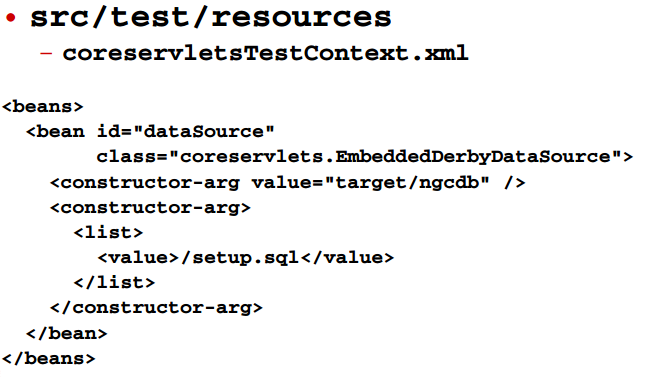 • src/test/resources
– coreservletsTestContext.xml
<beans>
  <bean id="dataSource"
        class="coreservlets.EmbeddedDerbyDataSource">
    <constructor-arg value="target/ngcdb" />
    <constructor-arg>
      <list>
        <value>/setup.sql</value>
      </list>
    </constructor-arg>
  </bean>
</beans>